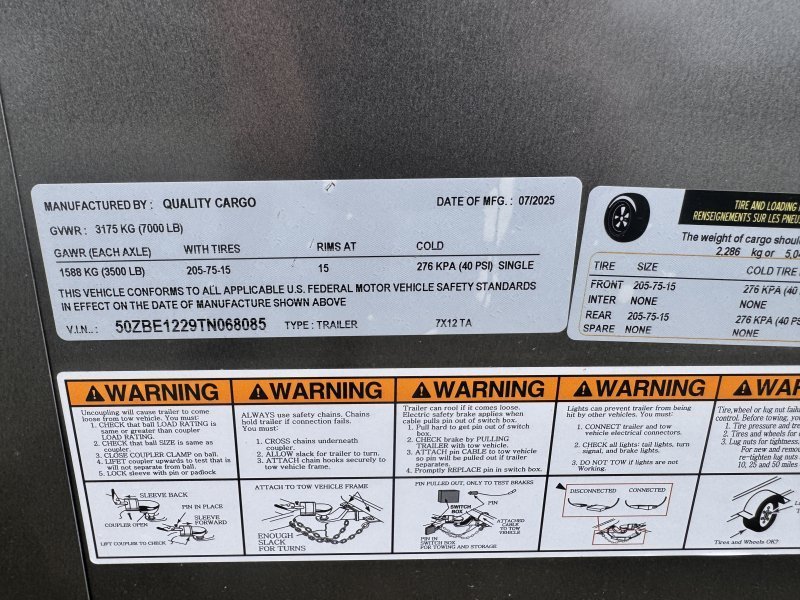 MANUFACTURED BY : QUALITY CARGO DATE OF MFG. : 07/2025
GVWR : 3175 KG (7000 LB)
GAWR (EACH AXLE) WITH TIRES RIMS AT COLD
1588 KG (3500 LB) 205-75-15 15 276 KPA (40 PSI) SINGLE
THIS VEHICLE CONFORMS TO ALL APPLICABLE U.S. FEDERAL MOTOR VEHICLE SAFETY STANDARDS
IN EFFECT ON THE DATE OF MANUFACTURE SHOWN ABOVE
V.I.N..: 50ZBE1229TN068085 TYPE : TRAILER 7X12 TA
TIRE AND LOADING
RENSEIGNEMENTS SUR LES PNEU
The weight of cargo shou
2,286 kg or 5,04
TIRE SIZE COLD TIRE
FRONT 205-75-15 276 KPA (40
INTER NONE NONE
REAR 205-75-15 276 KPA (40 PS
SPARE NONE NONE
WARNING
Uncoupling will cause trailer to come
loose from tow vehicle. You must:
1. CHECK that ball LOAD RATING is
same or greater than coupler
LOAD RATING.
2. CHECK that ball SIZE is same as
coupler
3. CLOSE COUPLER CLAMP on ball.
4. LIFET coupler upwards to test that is
will not separate from ball.
5. LOCK sleeve with pin or padlock.
SLEEVE BACK
PIN IN PLACE
COUPLER OPEN
SLEEVE
FORWARD
LIFT COUPLER TO CHECK
WARNING
ALWAYS use safety chains. Chains
hold trailer if connection fails.
You must:
1. CROSS chains underneath
coupler.
2. ALLOW slack for trailer to turn.
3. ATTACH chain hooks securely to
tow vehicle frame.
ATTACH TO TOW VEHICLE FRAME
ENOUGH
SLACK
FOR TURNS
WARNING
Trailer can rool if it comes loose.
Electric safety brake applies when
cable pulls pin out of switch box.
1. Pull hard to get pin out of switch
box.
2. CHECK brake by PULLING
TRAILER with tow vehicle.
3. ATTACH pin CABLE to tow vehicle
so pin will be pulled out if trailer
separates.
4. Promptly REPLACE pin in switch box.
PIN PULLED OUT, ONLY TO TEST BRAKES
PIN
SWITCH
BOX
ATTACHED
CABLE
TO TOW
VEHICLE
PIN IN
SWITCH BOX
FOR TOWING AND STORAGE
WARNING
Lights can prevent trailer from being
hit by other vehicles. You must:
1. CONNECT trailer and tow
vehicle electrical connectors.
2. CHECK all lights: tail lights, turn
signal, and brake lights.
3. DO NOT TOW if lights are not
Working.
DISCONNECTED CONNECTED
WA
Tire, wheel or lug nut failu
control. Before towing, yo
1. Tire pressure and tre
2. Tires and wheels for
3. Lug nuts for tightness.
For new and remov
re-tighten lug nuts
10, 25 and 50 miles
Tires and Wheels OK?